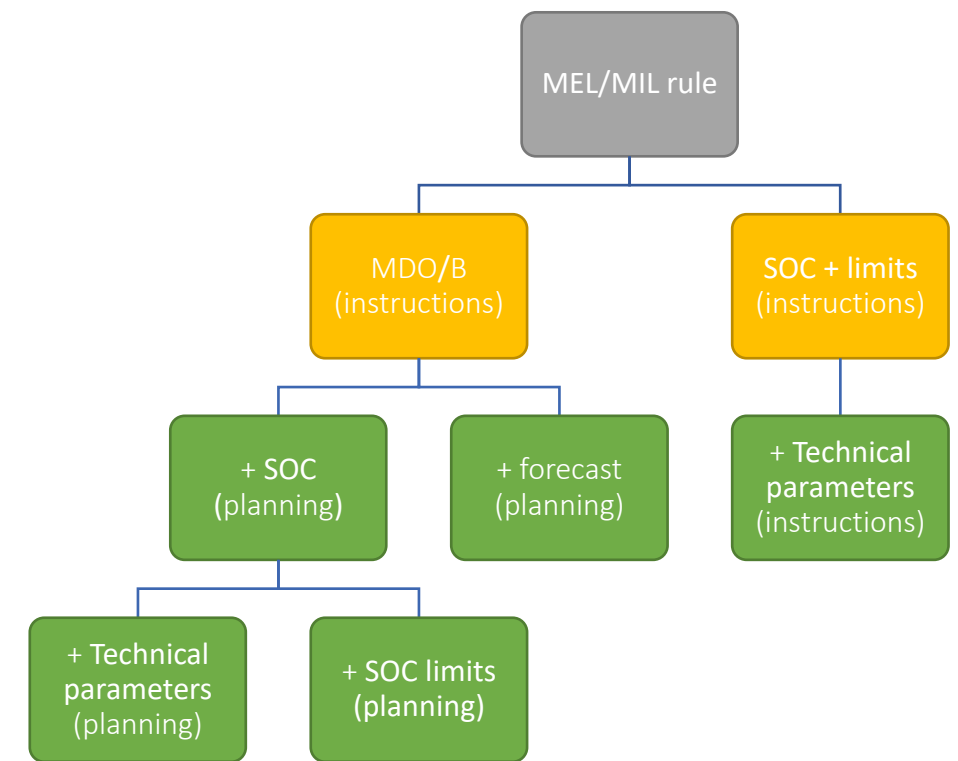 MEL/MIL rule
MDO/B
(instructions)
SOC + limits
(instructions)
+ SOC
(planning)
+ forecast
(planning)
+ Technical
parameters
(instructions)
+ Technical
parameters
(planning)
+ SOC limits
(planning)